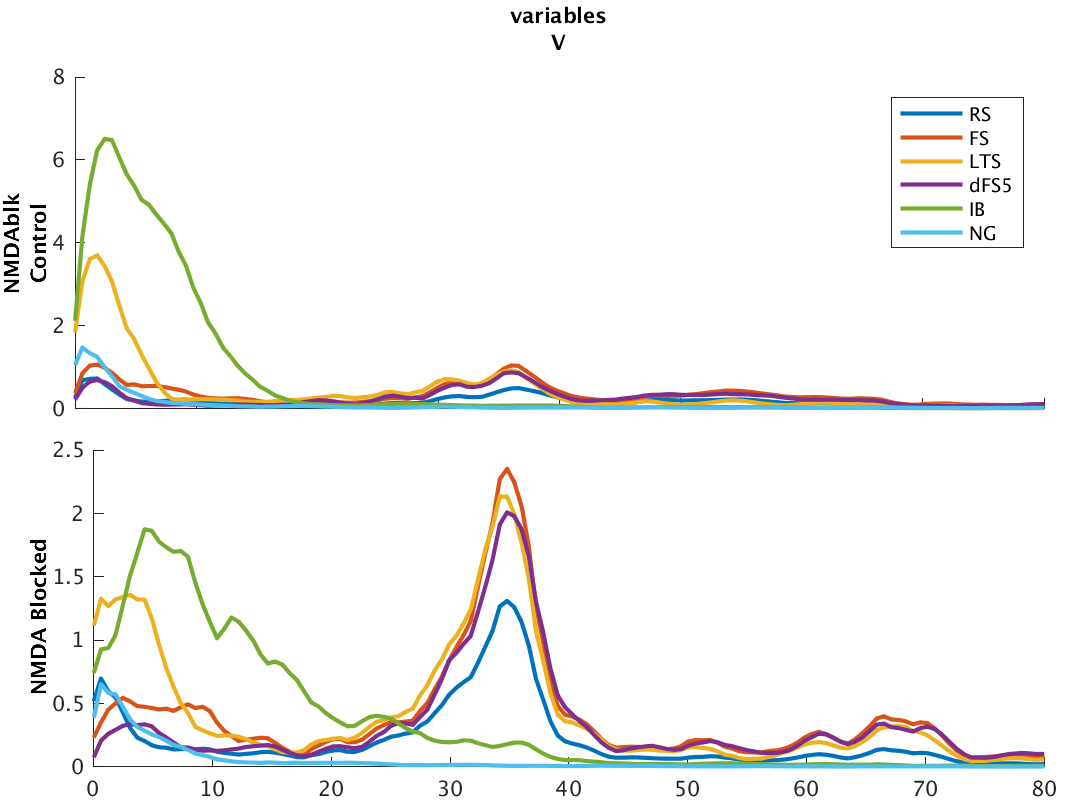 variables
V
NMDAblk
Control
8
6
4
2
0
RS
FS
LTS
dFS5
IB
NG
NMDA Blocked
2.5
2
1.5
1
0.5
0
0 10 20 30 40 50 60 70 80